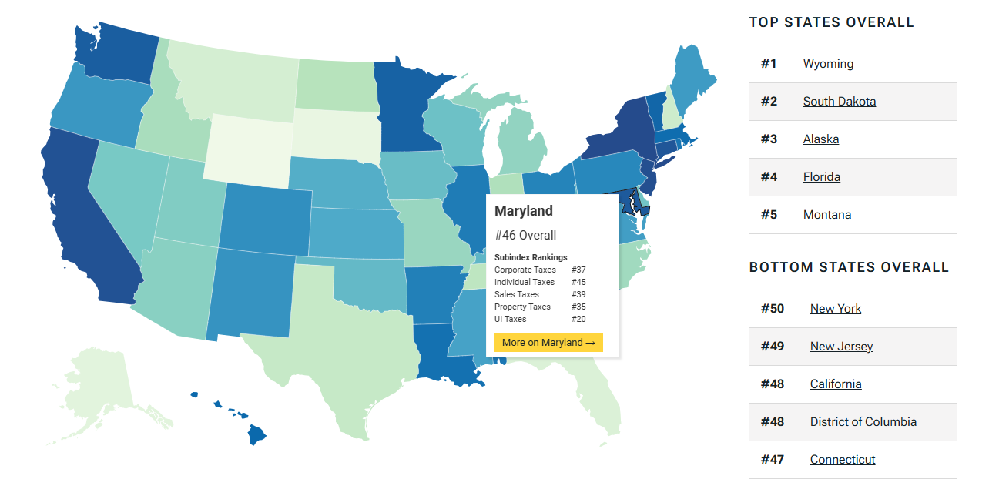 TOP STATES OVERALL
#1 Wyoming
#2 South Dakota
#3 Alaska
#4 Florida
#5 Montana
BOTTOM STATES OVERALL
#50 New York
#49 New Jersey
#48 California
#48 District of Columbia
#47 Connecticut
Maryland
#46 Overall
Subindex Rankings
Corporate Taxes #37
Individual Taxes #45
Sales Taxes #39
Property Taxes #35
UI Taxes #20
More on Maryland →